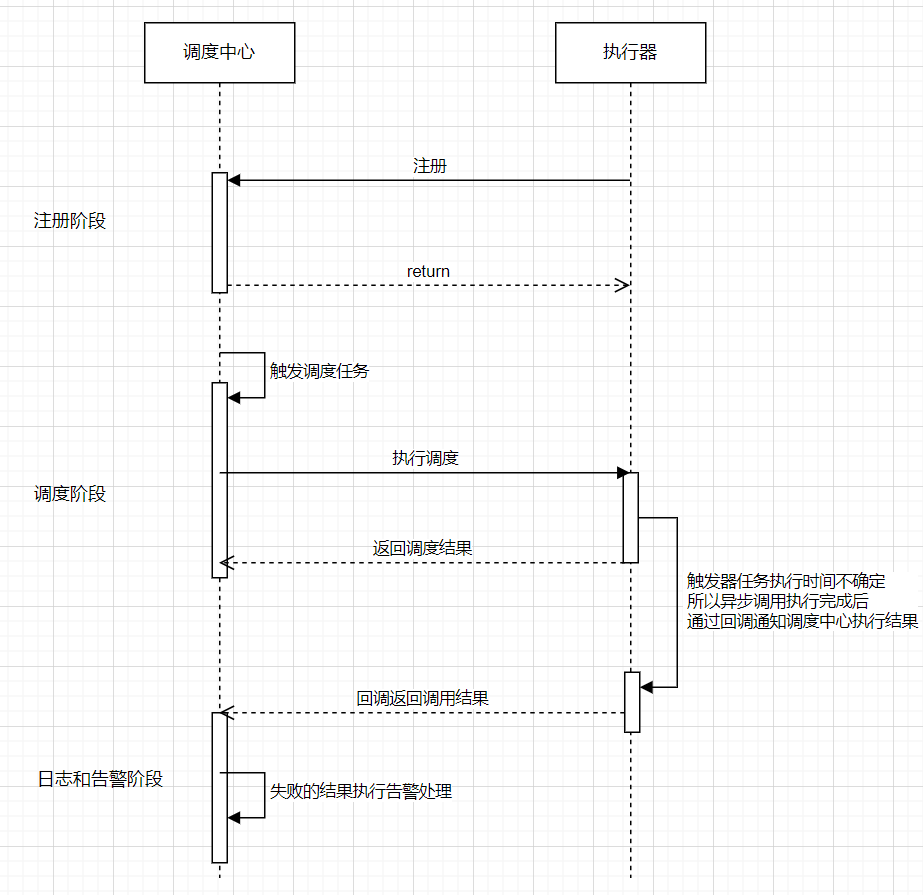 调度中心
执行器
注册
注册阶段
return
触发调度任务
执行调度
调度阶段
返回调度结果
触发器任务执行时间不确定
所以异步调用执行完成后
通过回调通知调度中心执行结果
回调返回调用结果
日志和告警阶段
失败的结果执行告警处理